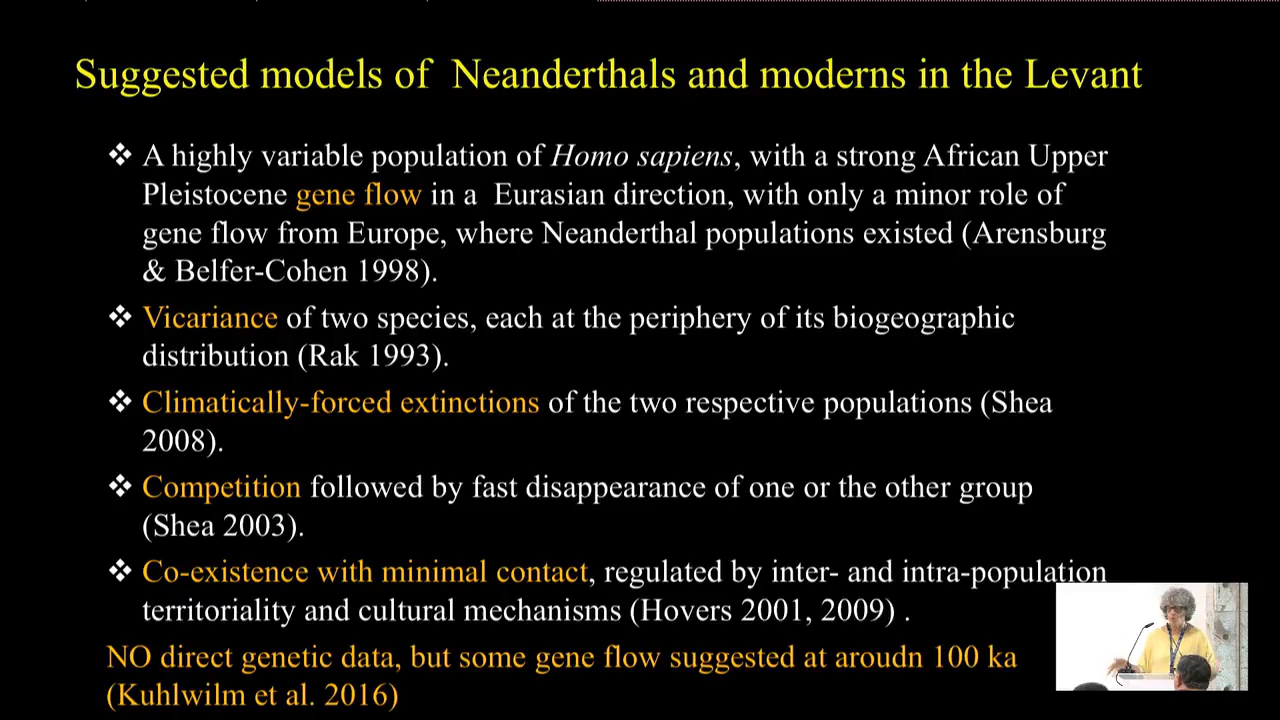 Suggested models of Neanderthals and moderns in the Levant
❖ A highly variable population of Homo sapiens, with a strong African Upper
Pleistocene gene flow in a Eurasian direction, with only a minor role of
gene flow from Europe, where Neanderthal populations existed (Arensburg
& Belfer-Cohen 1998).
❖ Vicariance of two species, each at the periphery of its biogeographic
distribution (Rak 1993).
❖ Climatically-forced extinctions of the two respective populations (Shea
2008).
❖ Competition followed by fast disappearance of one or the other group
(Shea 2003).
❖ Co-existence with minimal contact, regulated by inter- and intra-population
territoriality and cultural mechanisms (Hovers 2001, 2009) .
NO direct genetic data, but some gene flow suggested at aroudn 100 ka
(Kuhlwilm et al. 2016)